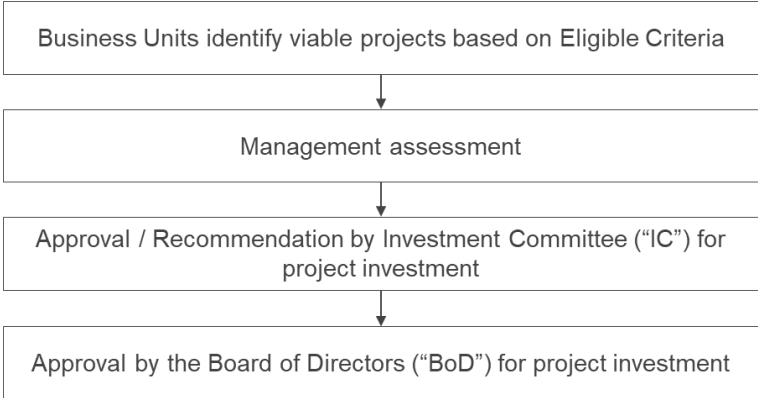 Business Units identify viable projects based on Eligible Criteria
Management assessment
Approval / Recommendation by Investment Committee (“IC”) for
project investment
Approval by the Board of Directors (“BoD”) for project investment